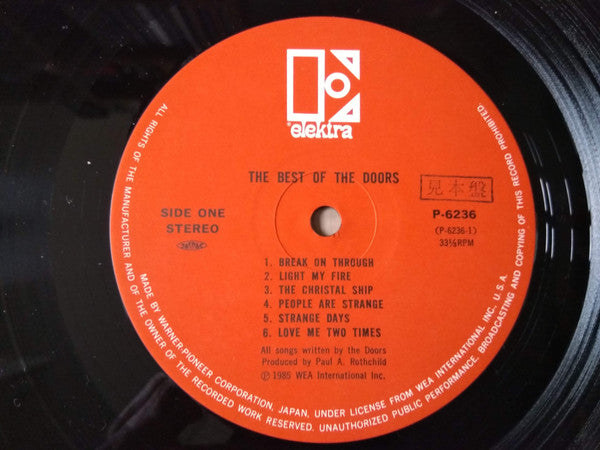 elektra
THE BEST OF THE DOORS
見本盤
SIDE ONE
STEREO
P-6236
(P-6236-1)
33⅓RPM
1. BREAK ON THROUGH
2. LIGHT MY FIRE
3. THE CHRISTAL SHIP
4. PEOPLE ARE STRANGE
5. STRANGE DAYS
6. LOVE ME TWO TIMES
All songs written by the Doors
Produced by Paul A. Rothchild
Ⓟ1985 WEA International Inc.
MADE BY WARNER-PIONEER CORPORATION, JAPAN, UNDER LICENSE FROM WEA INTERNATIONAL INC. U.S.A.
ALL RIGHTS OF THE MANUFACTURER AND OF THE OWNER OF THE RECORDED WORK RESERVED. UNAUTHORIZED PUBLIC PERFORMANCE, BROADCASTING AND COPYING OF THIS RECORD PROHIBITED.